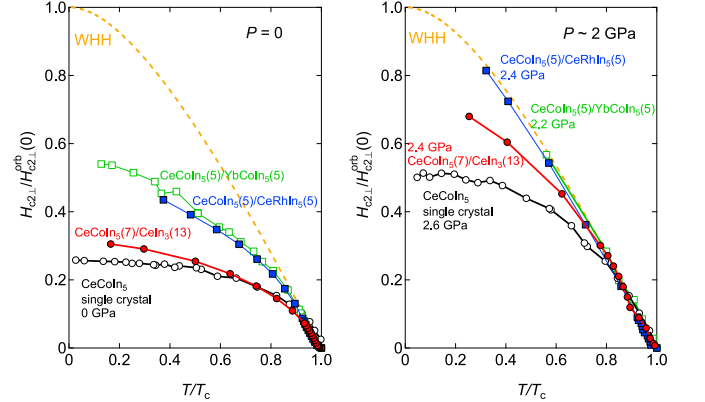 P = 0
WHH
CeCoIn5(5)/YbCoIn5(5)
CeCoIn5(5)/CeRhIn5(5)
CeCoIn5(7)/CeIn3(13)
CeCoIn5
single crystal
0 GPa
1.0
0.8
0.6
0.4
0.2
0
0
0.2
0.4
0.6
0.8
1.0
T/Tc
Hc2⊥/Hc2⊥orb(0)
P ~ 2 GPa
WHH
CeCoIn5(5)/CeRhIn5(5)
2.4 GPa
CeCoIn5(5)/YbCoIn5(5)
2.2 GPa
2.4 GPa
CeCoIn5(7)/CeIn3(13)
CeCoIn5
single crystal
2.6 GPa
1.0
0.8
0.6
0.4
0.2
0
0
0.2
0.4
0.6
0.8
1.0
T/Tc
Hc2⊥/Hc2⊥orb(0)